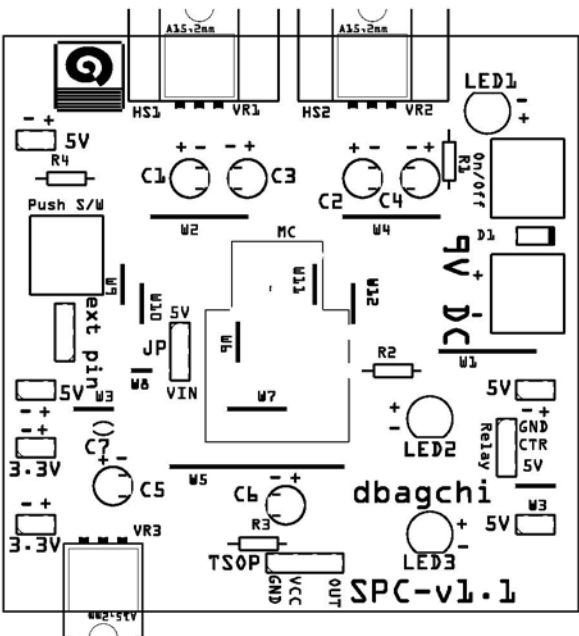 A15,2mm
A15,2mm
HS1
VR1
HS2
VR2
LED1
- +
5V
- +
R4
+ -
- +
+ -
- +
C1
C3
C2
C4
R1
On/Off
Push S/W
W2
MC
W4
D1
9V DC
+
-
W9
W10
W11
W12
ext pin
5V
JP
VIN
W6
W8
R2
W1
5V
W3
- +
W7
+
-
LED2
5V
- +
Relay
GND
CTR
5V
- +
C7
3.3V
+ -
C5
W5
- +
C6
dbagchi
W3
5V
- +
3.3V
VR3
R3
TSOP
GND
VCC
OUT
+
-
LED3
SPC-v1.1
A15,2mm